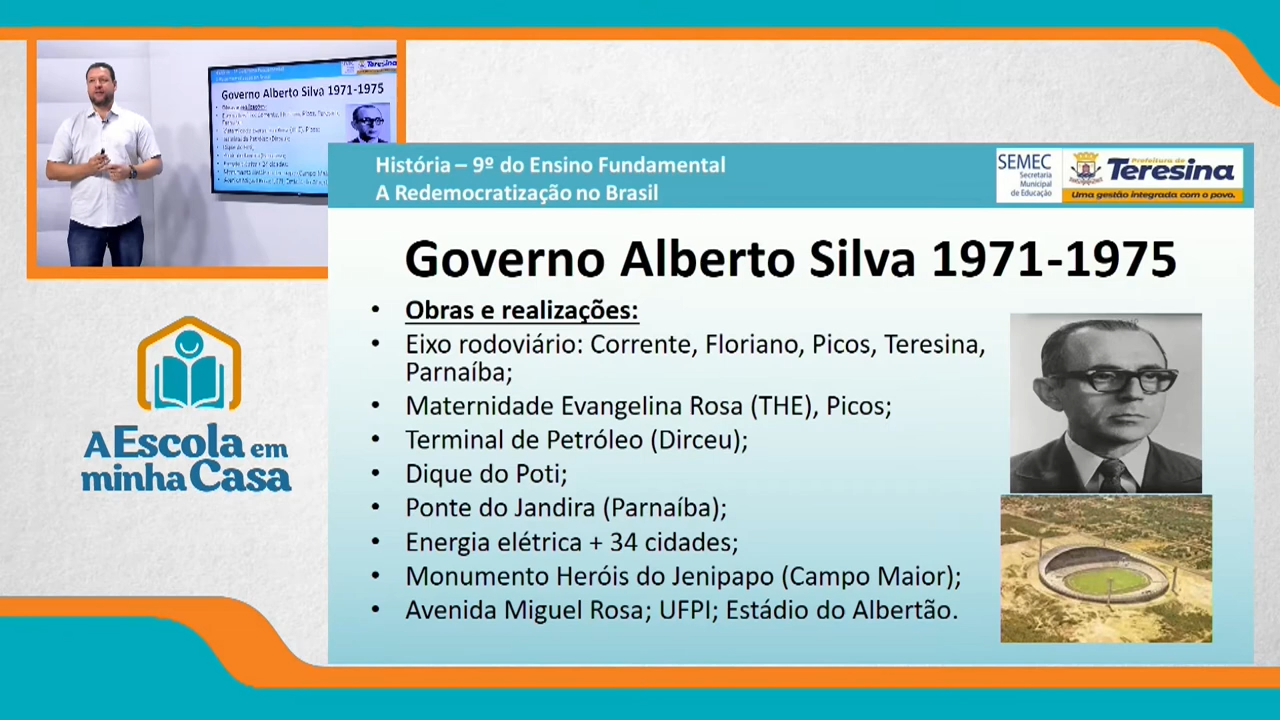 História – 9º do Ensino Fundamental
A Redemocratização no Brasil
SEMEC
Secretaria
Municipal
de Educação
Prefeitura de
Teresina
Uma gestão integrada com o povo.
Governo Alberto Silva 1971-1975
• Obras e realizações:
• Eixo rodoviário: Corrente, Floriano, Picos, Teresina,
Parnaíba;
• Maternidade Evangelina Rosa (THE), Picos;
• Terminal de Petróleo (Dirceu);
• Dique do Poti;
• Ponte do Jandira (Parnaíba);
• Energia elétrica + 34 cidades;
• Monumento Heróis do Jenipapo (Campo Maior);
• Avenida Miguel Rosa; UFPI; Estádio do Albertão.
A Escola em
minha Casa
Governo Alberto Silva 1971-1975
Teresina